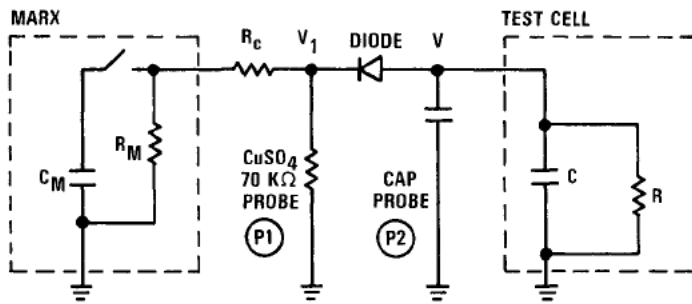 MARX
R_c
V_1
DIODE
V
TEST CELL
R_M
C_M
CuSO_4
70 KΩ
PROBE
P1
CAP
PROBE
P2
C
R